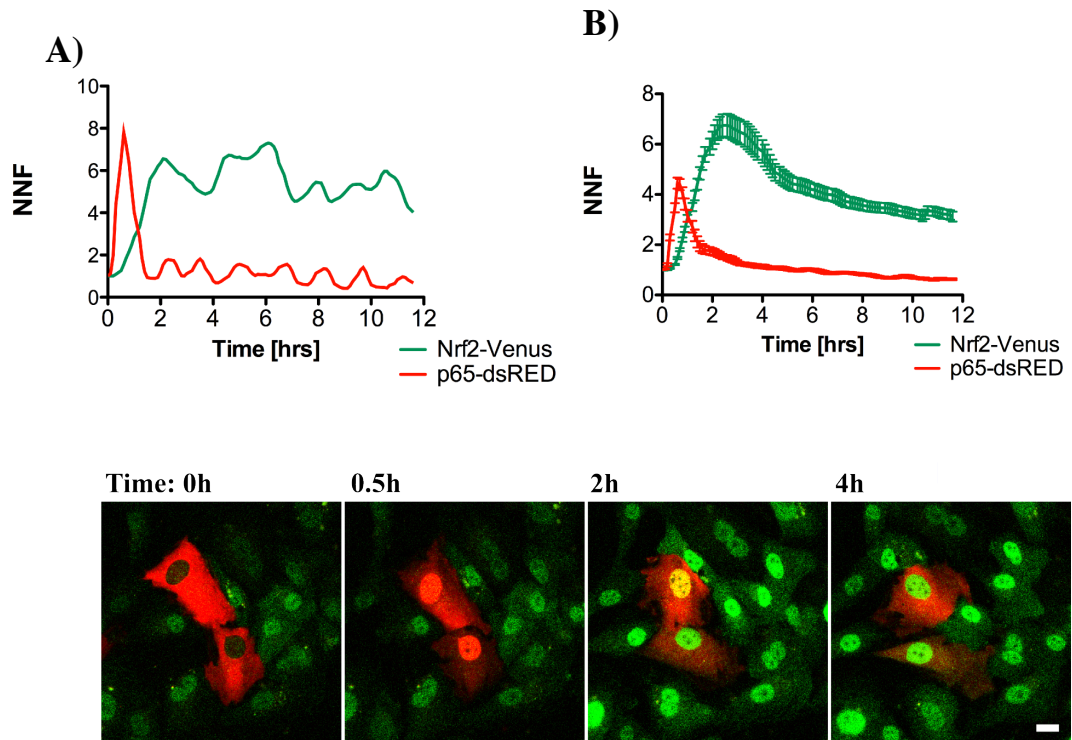 A)
10
8
6
4
2
0
NNF
0 2 4 6 8 10 12
Time [hrs]
Nrf2-Venus
p65-dsRED
B)
8
6
4
2
0
NNF
0 2 4 6 8 10 12
Time [hrs]
Nrf2-Venus
p65-dsRED
Time: 0h 0.5h 2h 4h